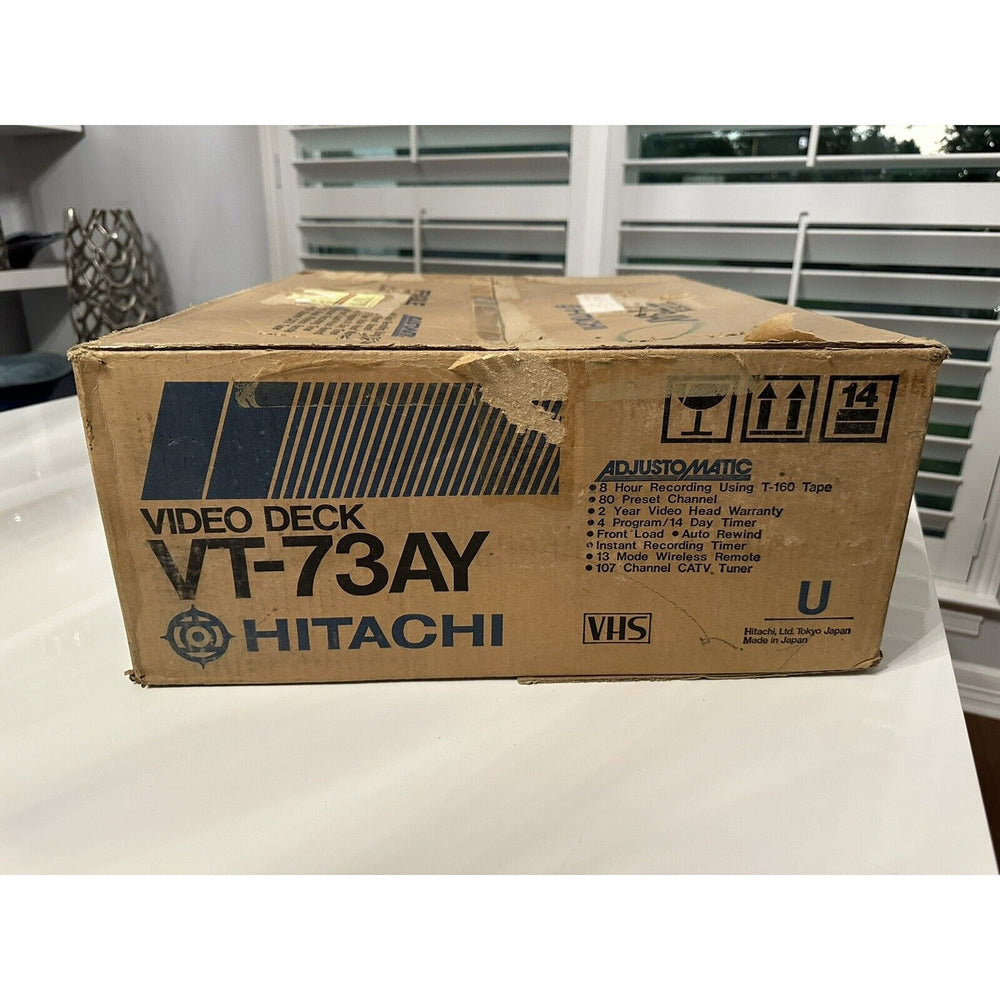 VIDEO DECK
VT-73AY
HITACHI
14
ADJUSTOMATIC
• 8 Hour Recording Using T-160 Tape
• 80 Preset Channel
• 2 Year Video Head Warranty
• 4 Program/14 Day Timer
• Front Load • Auto Rewind
• Instant Recording Timer
• 13 Mode Wireless Remote
• 107 Channel CATV Tuner
VHS
U
Hitachi, Ltd. Tokyo Japan
Made in Japan